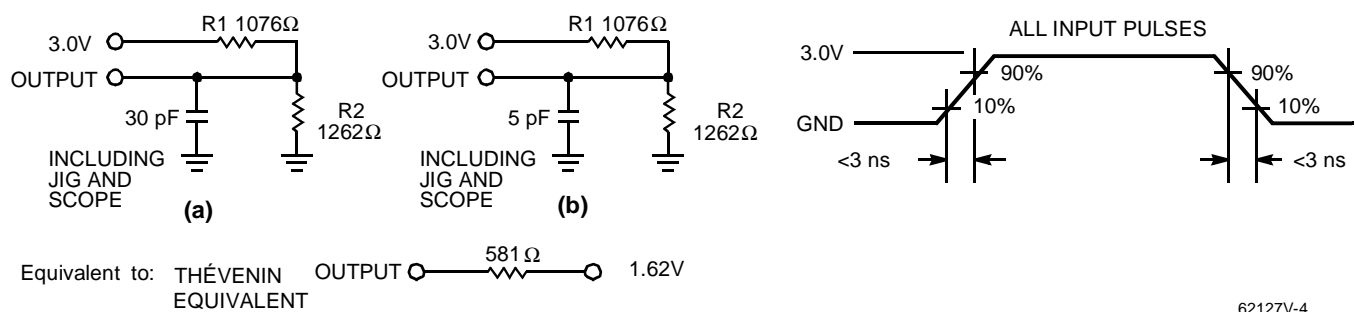 R1 1076Ω
3.0V
OUTPUT
30 pF
R2
1262Ω
INCLUDING
JIG AND
SCOPE
(a)
R1 1076Ω
3.0V
OUTPUT
5 pF
R2
1262Ω
INCLUDING
JIG AND
SCOPE
(b)
ALL INPUT PULSES
3.0V
90%
10%
GND
<3 ns
90%
10%
<3 ns
Equivalent to: THÉVENIN
EQUIVALENT
OUTPUT
581 Ω
1.62V
62127V-4